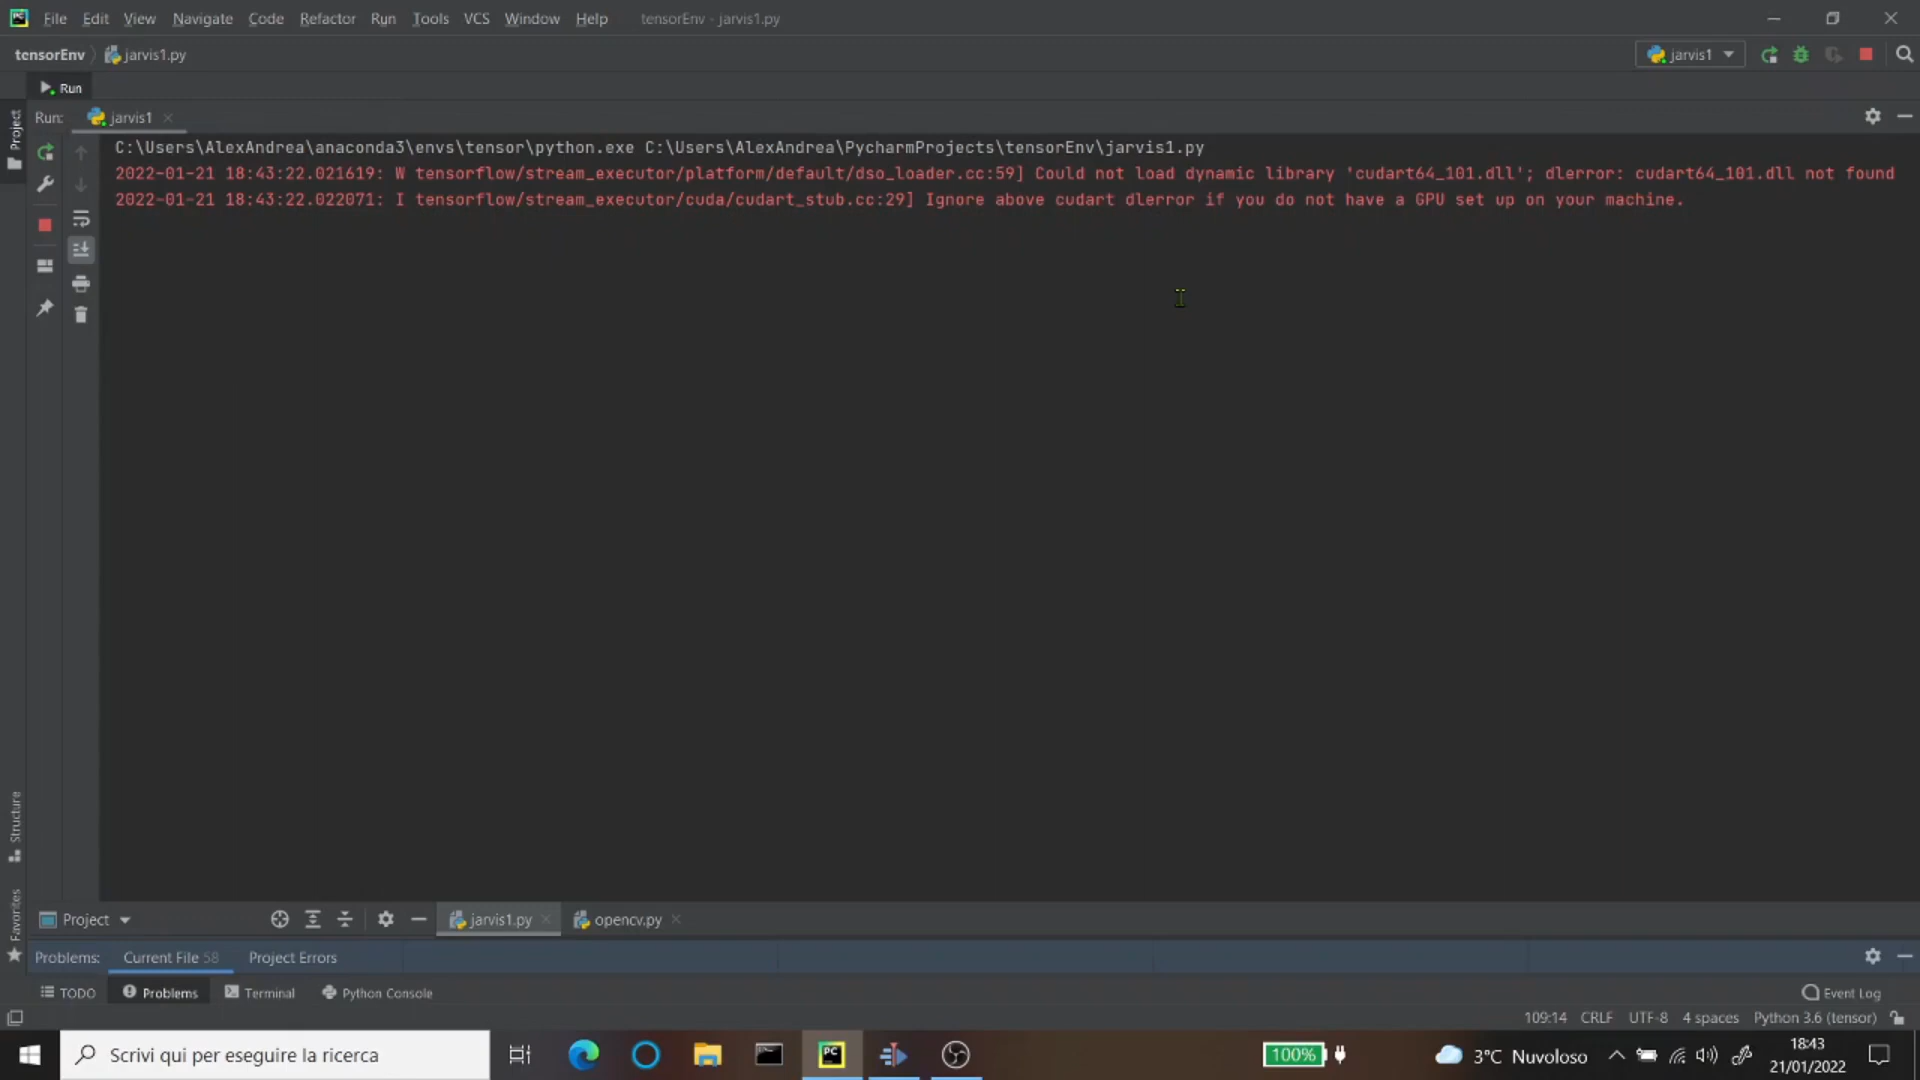 File Edit View Navigate Code Refactor Run Tools VCS Window Help tensorEnv - jarvis1.py
tensorEnv jarvis1.py jarvis1
Run
Run: jarvis1
Project
C:\Users\AlexAndrea\anaconda3\envs\tensor\python.exe C:\Users\AlexAndrea\PycharmProjects\tensorEnv\jarvis1.py
2022-01-21 18:43:22.021619: W tensorflow/stream_executor/platform/default/dso_loader.cc:59] Could not load dynamic library 'cudart64_101.dll'; dlerror: cudart64_101.dll not found
2022-01-21 18:43:22.022071: I tensorflow/stream_executor/cuda/cudart_stub.cc:29] Ignore above cudart dlerror if you do not have a GPU set up on your machine.
Structure
Favorites
Project jarvis1.py opencv.py
Problems: Current File 58 Project Errors
TODO Problems Terminal Python Console Event Log
109:14 CRLF UTF-8 4 spaces Python 3.6 (tensor)
Scrivi qui per eseguire la ricerca 100% 3°C Nuvoloso 18:43
21/01/2022